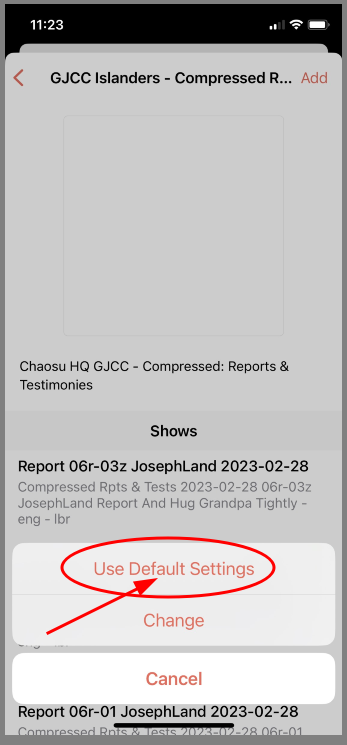 11:23
GJCC Islanders - Compressed R... Add
Chaosu HQ GJCC - Compressed: Reports &
Testimonies
Shows
Report 06r-03z JosephLand 2023-02-28
Compressed Rpts & Tests 2023-02-28 06r-03z
JosephLand Report And Hug Grandpa Tightly -
eng - lbr
Use Default Settings
Change
eng - lbr
Cancel
Report 06r-01 JosephLand 2023-02-28
Compressed Rpts & Tests 2023-02-28 06r-01